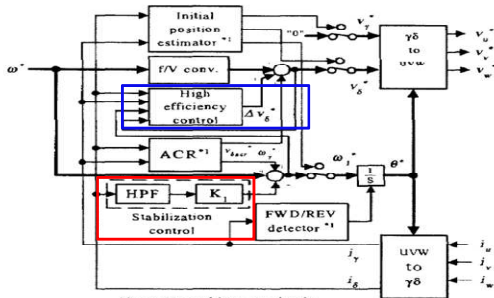 Initial
position
estimator *1
"0"
vγ*
γδ
to
uvw
vu*
vv*
vw*
ω*
f/V conv.
vδ*
High
efficiency
control
Δvδ*
ACR*1
ωγ*
ω1*
1
S
θ*
HPF
K1
Stabilization
control
FWD/REV
detector *1
iγ
iδ
uvw
to
γδ
iu
iv
iw